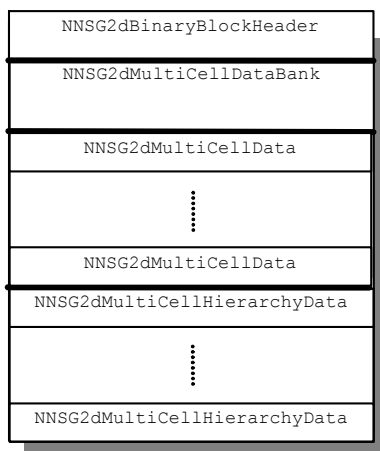 NNSG2dBinaryBlockHeader
NNSG2dMultiCellDataBank
NNSG2dMultiCellData
NNSG2dMultiCellData
NNSG2dMultiCellHierarchyData
NNSG2dMultiCellHierarchyData